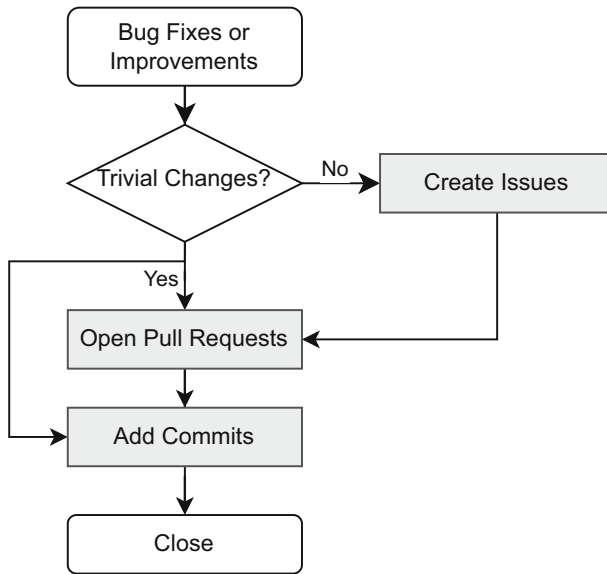 Bug Fixes or
Improvements
Trivial Changes?
No
Create Issues
Yes
Open Pull Requests
Add Commits
Close